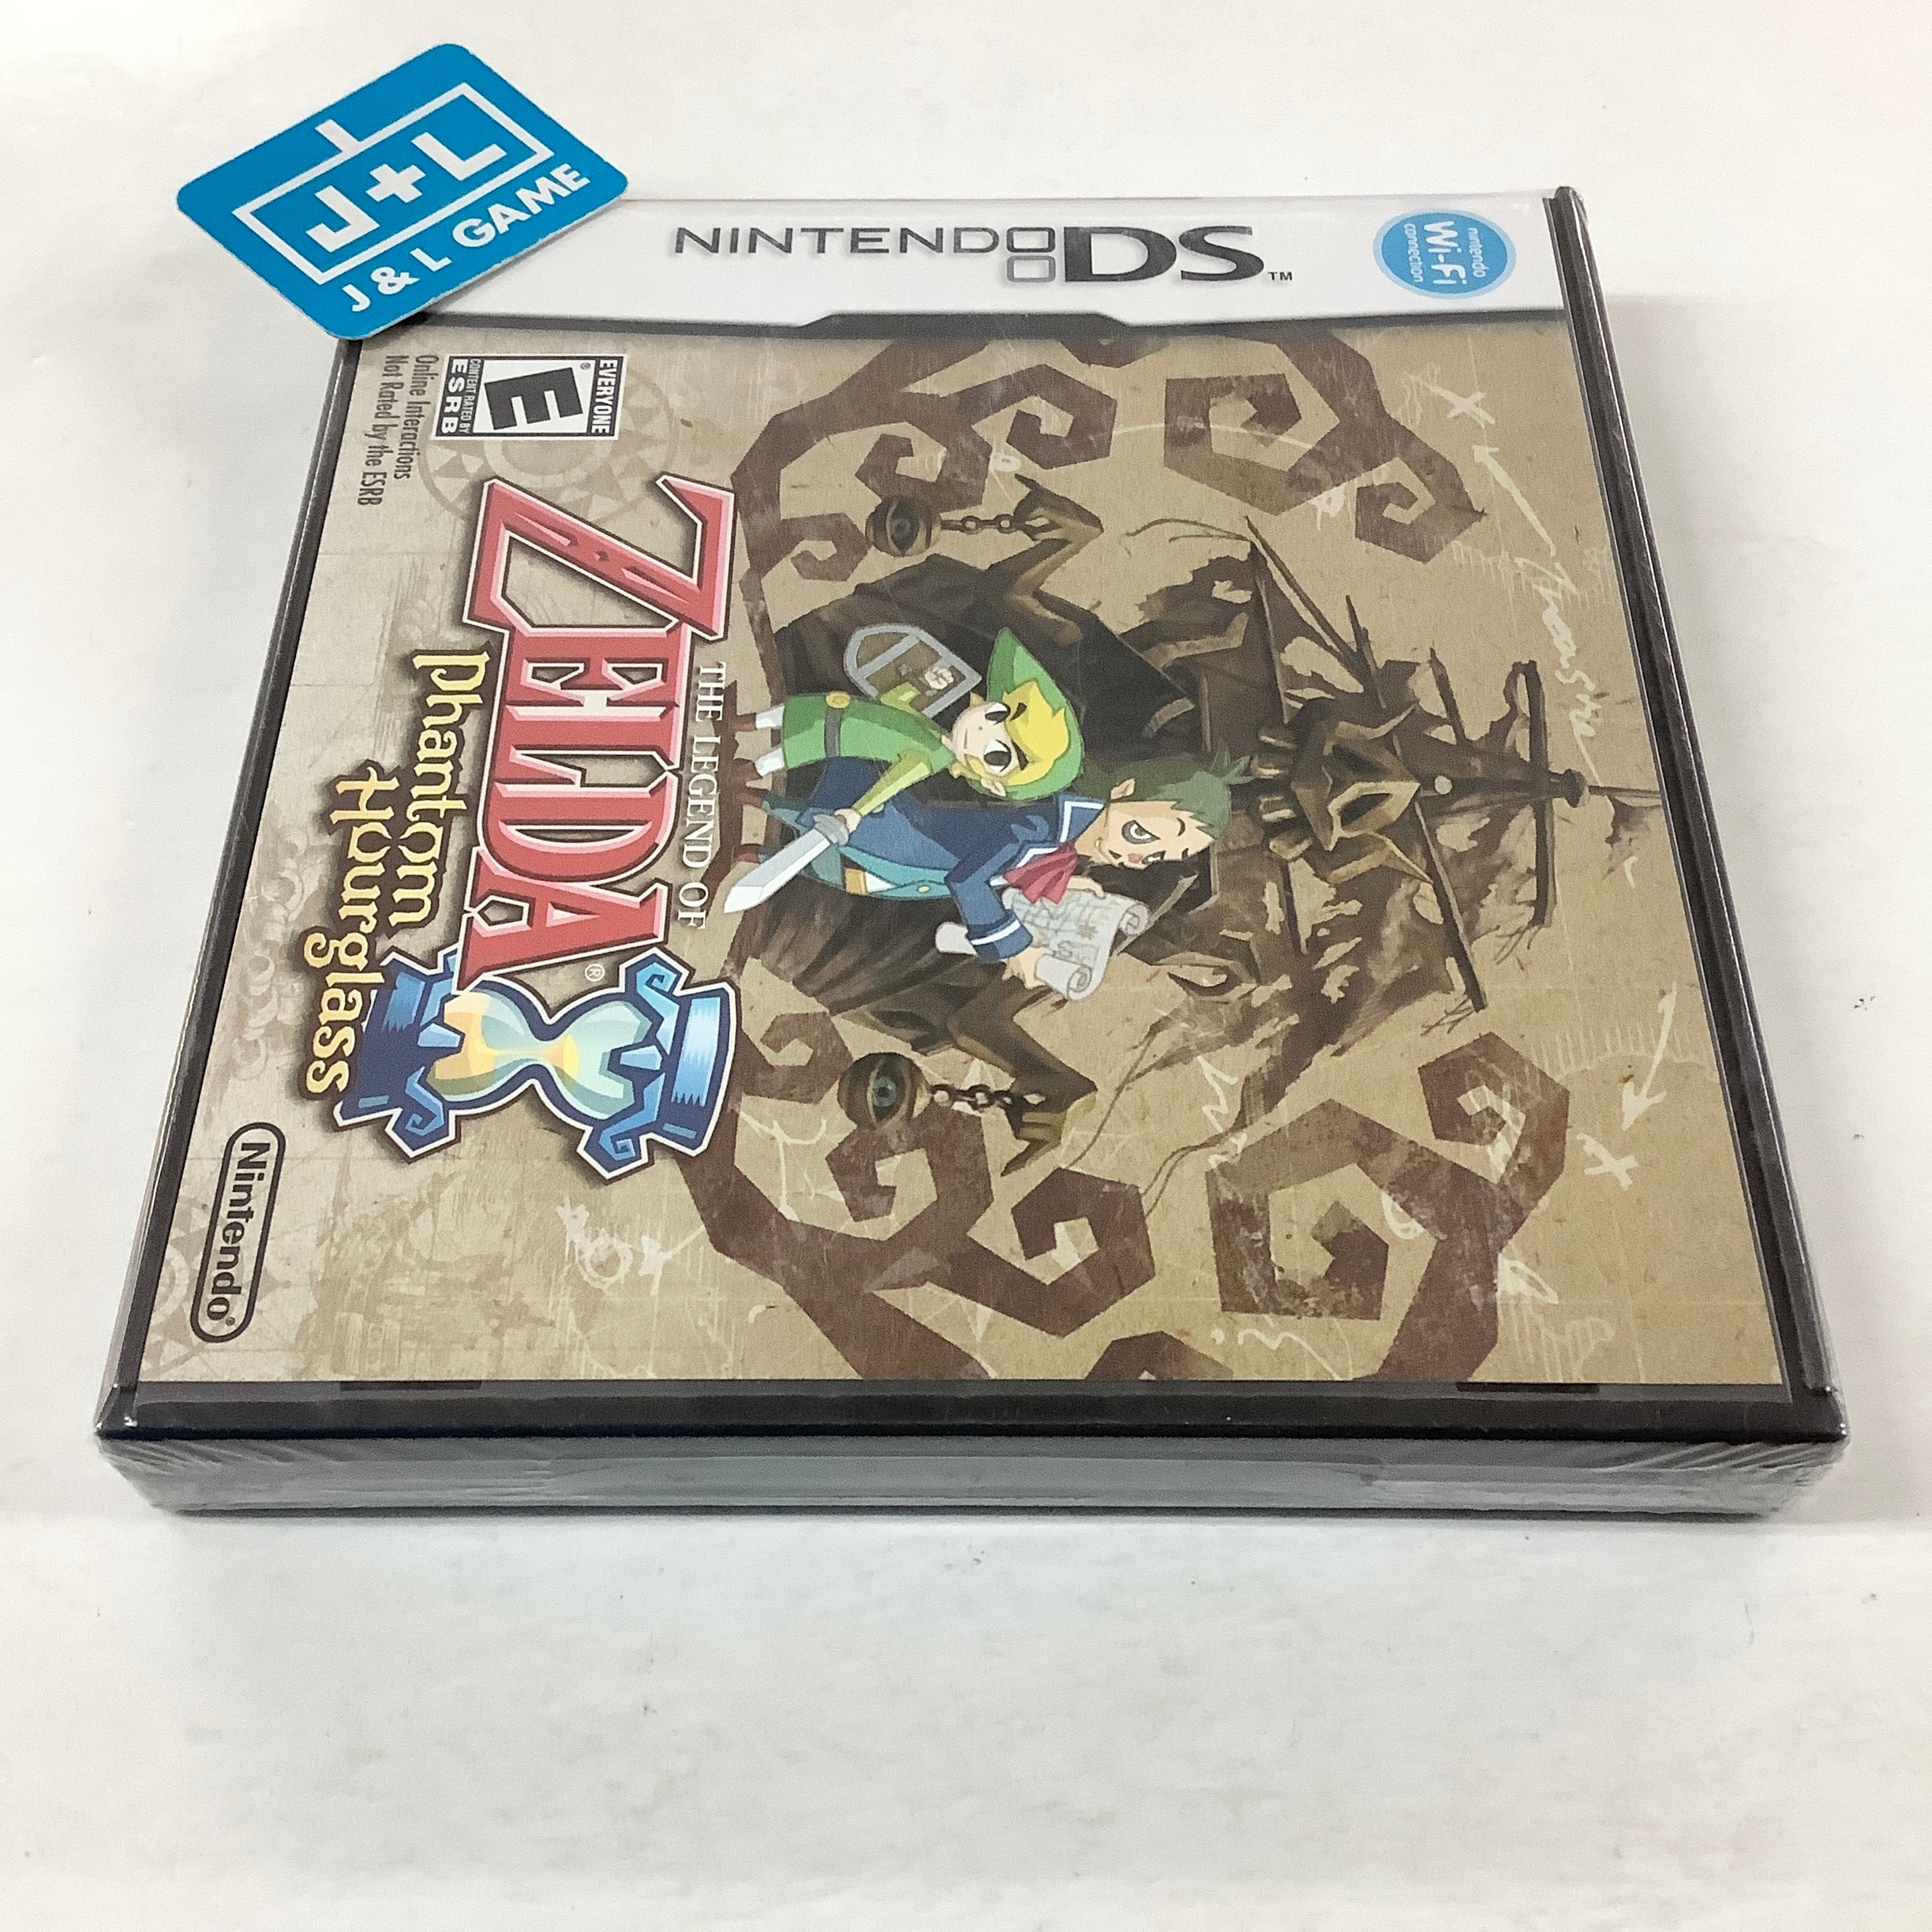 J+L
J & L GAME
NINTENDO DS™
nintendo
Wi-Fi
connection
EVERYONE
E®
CONTENT RATED BY
ESRB
Online Interactions
Not Rated by the ESRB
THE LEGEND OF
ZELDA®
Phantom
Hourglass
Nintendo®